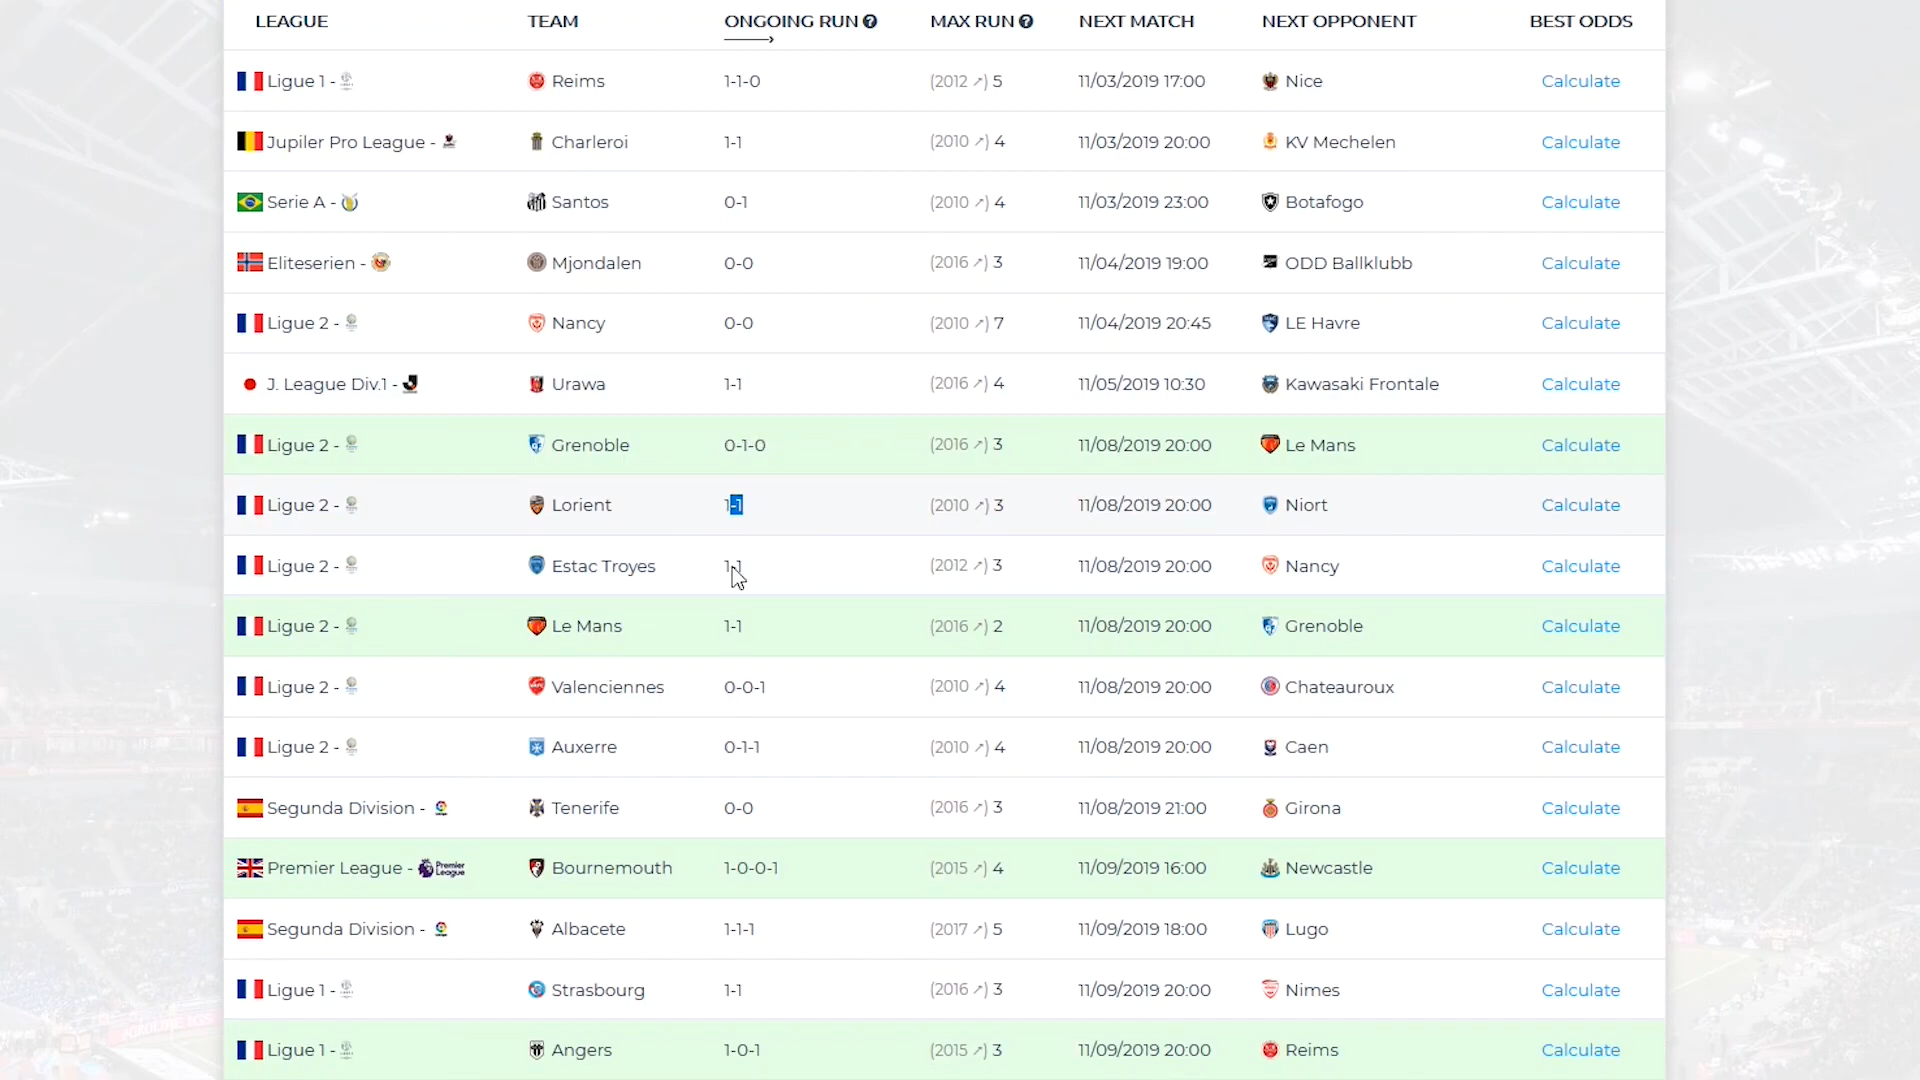 LEAGUE TEAM ONGOING RUN MAX RUN NEXT MATCH NEXT OPPONENT BEST ODDS
Ligue 1 - Reims 1-1-0 (2012 ↗) 5 11/03/2019 17:00 Nice Calculate
Jupiler Pro League - Charleroi 1-1 (2010 ↗) 4 11/03/2019 20:00 KV Mechelen Calculate
Serie A - Santos 0-1 (2010 ↗) 4 11/03/2019 23:00 Botafogo Calculate
Eliteserien - Mjondalen 0-0 (2016 ↗) 3 11/04/2019 19:00 ODD Ballklubb Calculate
Ligue 2 - Nancy 0-0 (2010 ↗) 7 11/04/2019 20:45 LE Havre Calculate
J. League Div.1 - Urawa 1-1 (2016 ↗) 4 11/05/2019 10:30 Kawasaki Frontale Calculate
Ligue 2 - Grenoble 0-1-0 (2016 ↗) 3 11/08/2019 20:00 Le Mans Calculate
Ligue 2 - Lorient 1-1 (2010 ↗) 3 11/08/2019 20:00 Niort Calculate
Ligue 2 - Estac Troyes 1-1 (2012 ↗) 3 11/08/2019 20:00 Nancy Calculate
Ligue 2 - Le Mans 1-1 (2016 ↗) 2 11/08/2019 20:00 Grenoble Calculate
Ligue 2 - Valenciennes 0-0-1 (2010 ↗) 4 11/08/2019 20:00 Chateauroux Calculate
Ligue 2 - Auxerre 0-1-1 (2010 ↗) 4 11/08/2019 20:00 Caen Calculate
Segunda Division - Tenerife 0-0 (2016 ↗) 3 11/08/2019 21:00 Girona Calculate
Premier League - Premier League Bournemouth 1-0-0-1 (2015 ↗) 4 11/09/2019 16:00 Newcastle Calculate
Segunda Division - Albacete 1-1-1 (2017 ↗) 5 11/09/2019 18:00 Lugo Calculate
Ligue 1 - Strasbourg 1-1 (2016 ↗) 3 11/09/2019 20:00 Nimes Calculate
Ligue 1 - Angers 1-0-1 (2015 ↗) 3 11/09/2019 20:00 Reims Calculate